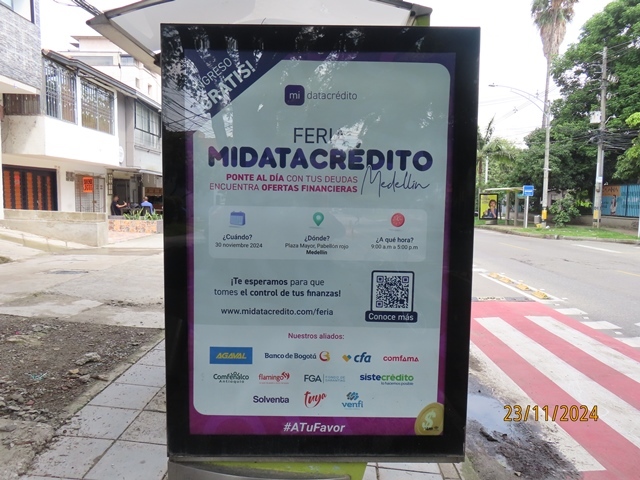 INGRESO
GRATIS!
mi datacrédito
FERIA
MIDATACRÉDITO
PONTE AL DÍA CON TUS DEUDAS
ENCUENTRA OFERTAS FINANCIERAS
Medellín
¿Cuándo?
30 noviembre 2024
¿Dónde?
Plaza Mayor, Pabellón rojo
Medellín
¿A qué hora?
9:00 a.m a 5:00 p.m
¡Te esperamos para que
tomes el control de tus finanzas!
www.midatacredito.com/feria
Conoce más
Nuestros aliados:
AGAVAL
Banco de Bogotá
cfa
comfama
Comfenalco
Antioquia
flamingo
FGA
sistecrédito
Solventa
tuya
venfi
#ATuFavor
23/11/2024